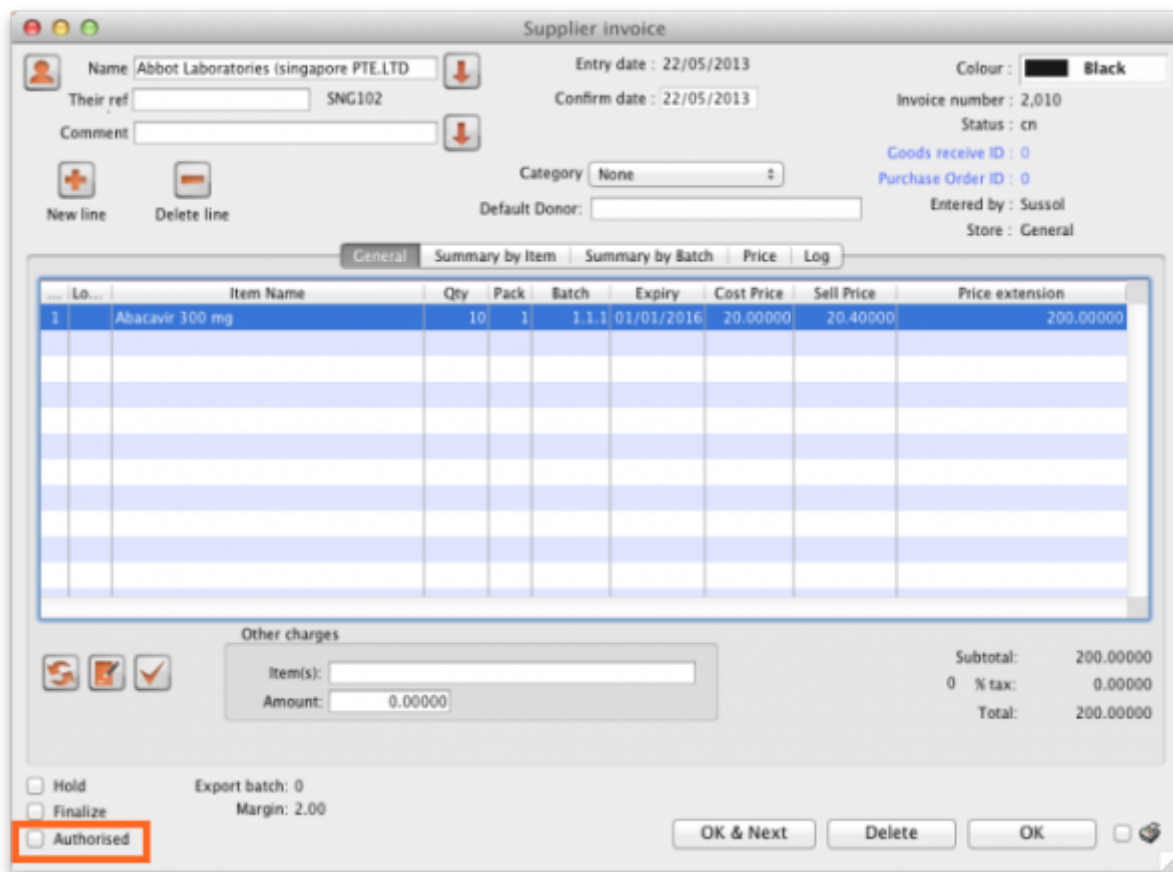 Supplier invoice
Name Abbot Laboratories (singapore PTE.LTD
Entry date : 22/05/2013
Colour : Black
Their ref
SNG102
Confirm date : 22/05/2013
Invoice number : 2,010
Comment
Status : cn
Goods receive ID : 0
Category None
Purchase Order ID : 0
New line
Delete line
Default Donor:
Entered by : Sussol
Store : General
General Summary by Item Summary by Batch Price Log
... Lo... Item Name Qty Pack Batch Expiry Cost Price Sell Price Price extension
1 Abacavir 300 mg 10 1 1.1.1 01/01/2016 20.00000 20.40000 200.00000
Other charges
Item(s):
Amount: 0.00000
Subtotal: 200.00000
0 % tax: 0.00000
Total: 200.00000
Hold
Export batch: 0
Finalize
Margin: 2.00
Authorised
OK & Next Delete OK